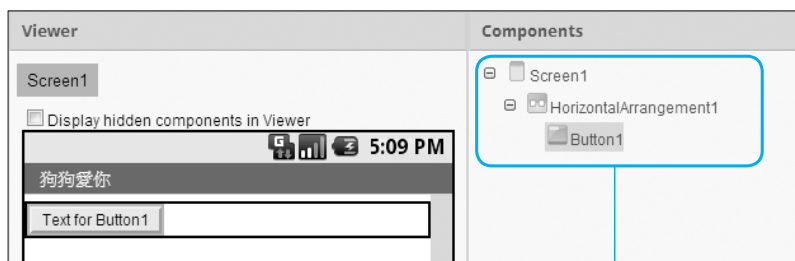 Viewer
Screen1
Display hidden components in Viewer
5:09 PM
狗狗愛你
Text for Button1
Components
Screen1
HorizontalArrangement1
Button1